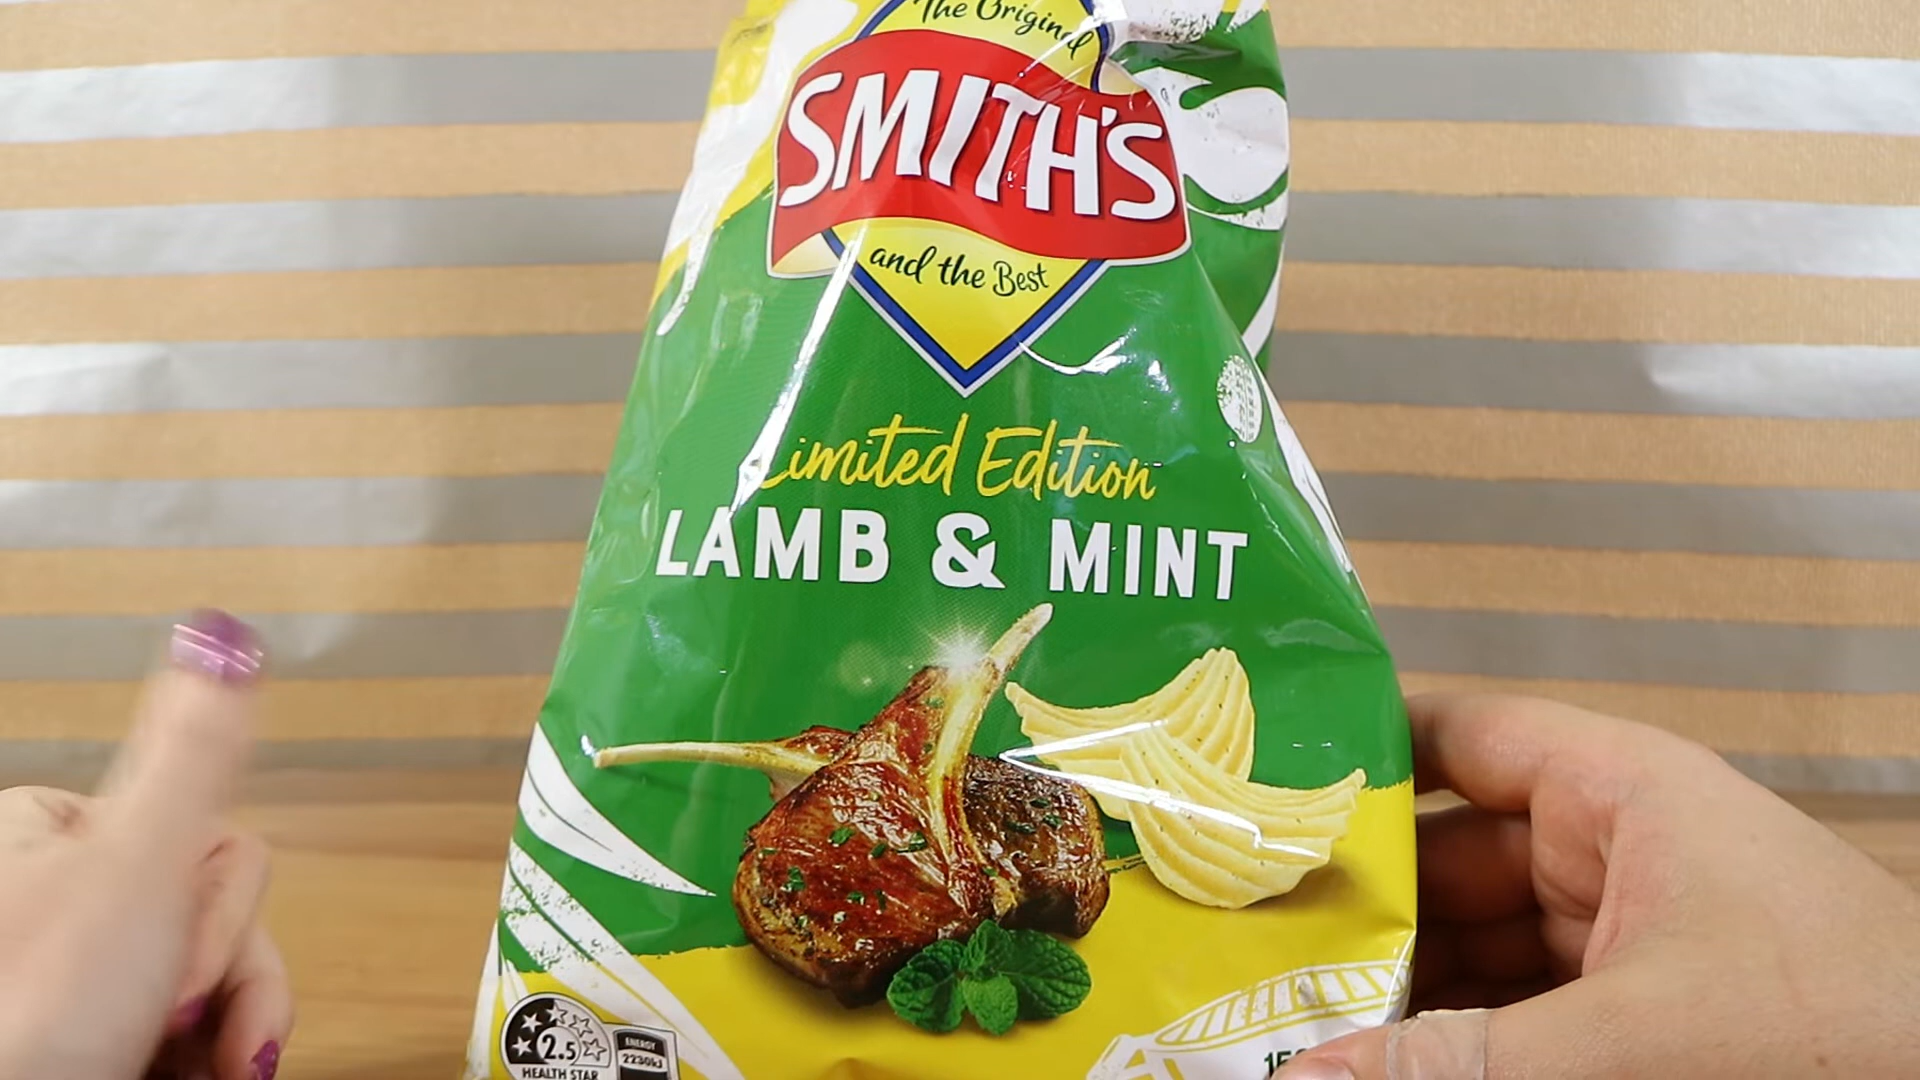 The Original
SMITH'S
and the Best
Limited Edition
LAMB & MINT
2.5
HEALTH STAR
ENERGY
2230kJ